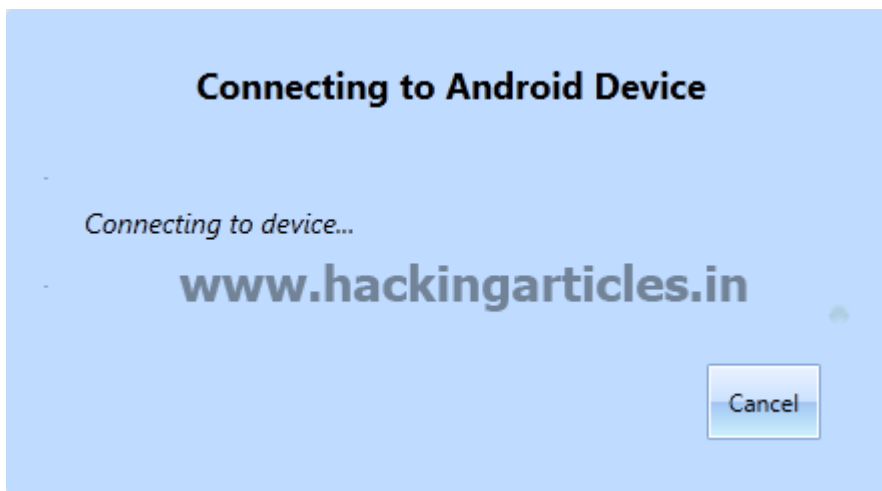 Connecting to Android Device
Connecting to device...
www.hackingarticles.in
Cancel